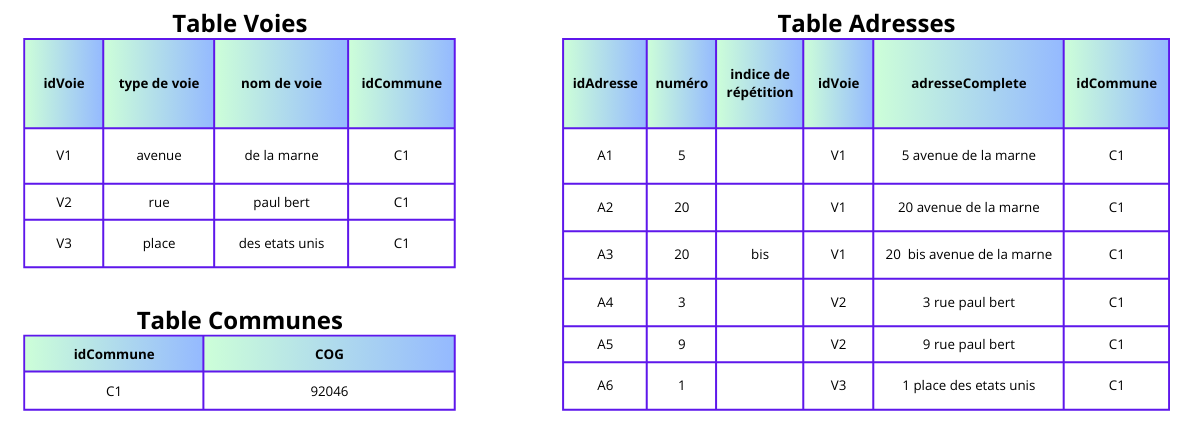 Table Voies
idVoie type de voie nom de voie idCommune
V1 avenue de la marne C1
V2 rue paul bert C1
V3 place des etats unis C1
Table Communes
idCommune COG
C1 92046
Table Adresses
idAdresse numéro indice de répétition idVoie adresseComplete idCommune
A1 5 V1 5 avenue de la marne C1
A2 20 V1 20 avenue de la marne C1
A3 20 bis V1 20 bis avenue de la marne C1
A4 3 V2 3 rue paul bert C1
A5 9 V2 9 rue paul bert C1
A6 1 V3 1 place des etats unis C1